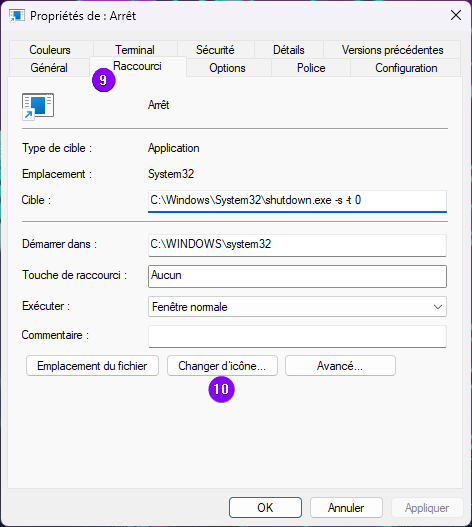 Propriétés de : Arrêt
Couleurs Terminal Sécurité Détails Versions précédentes
Général Raccourci Options Police Configuration
9
Arrêt
Type de cible : Application
Emplacement : System32
Cible : C:\Windows\System32\shutdown.exe -s -t 0
Démarrer dans : C:\WINDOWS\system32
Touche de raccourci : Aucun
Exécuter : Fenêtre normale
Commentaire :
Emplacement du fichier Changer d'icône... Avancé...
10
OK Annuler Appliquer